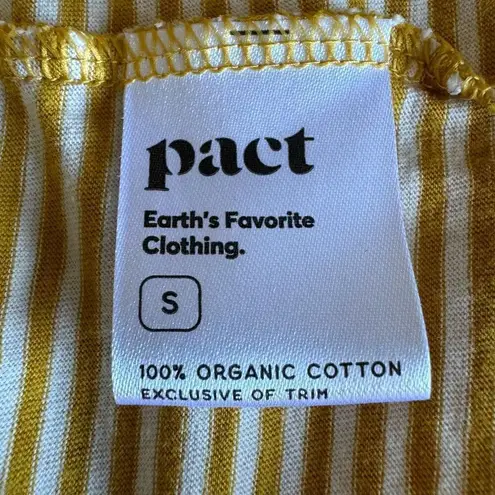 pact
Earth's Favorite
Clothing.
S
100% ORGANIC COTTON
EXCLUSIVE OF TRIM